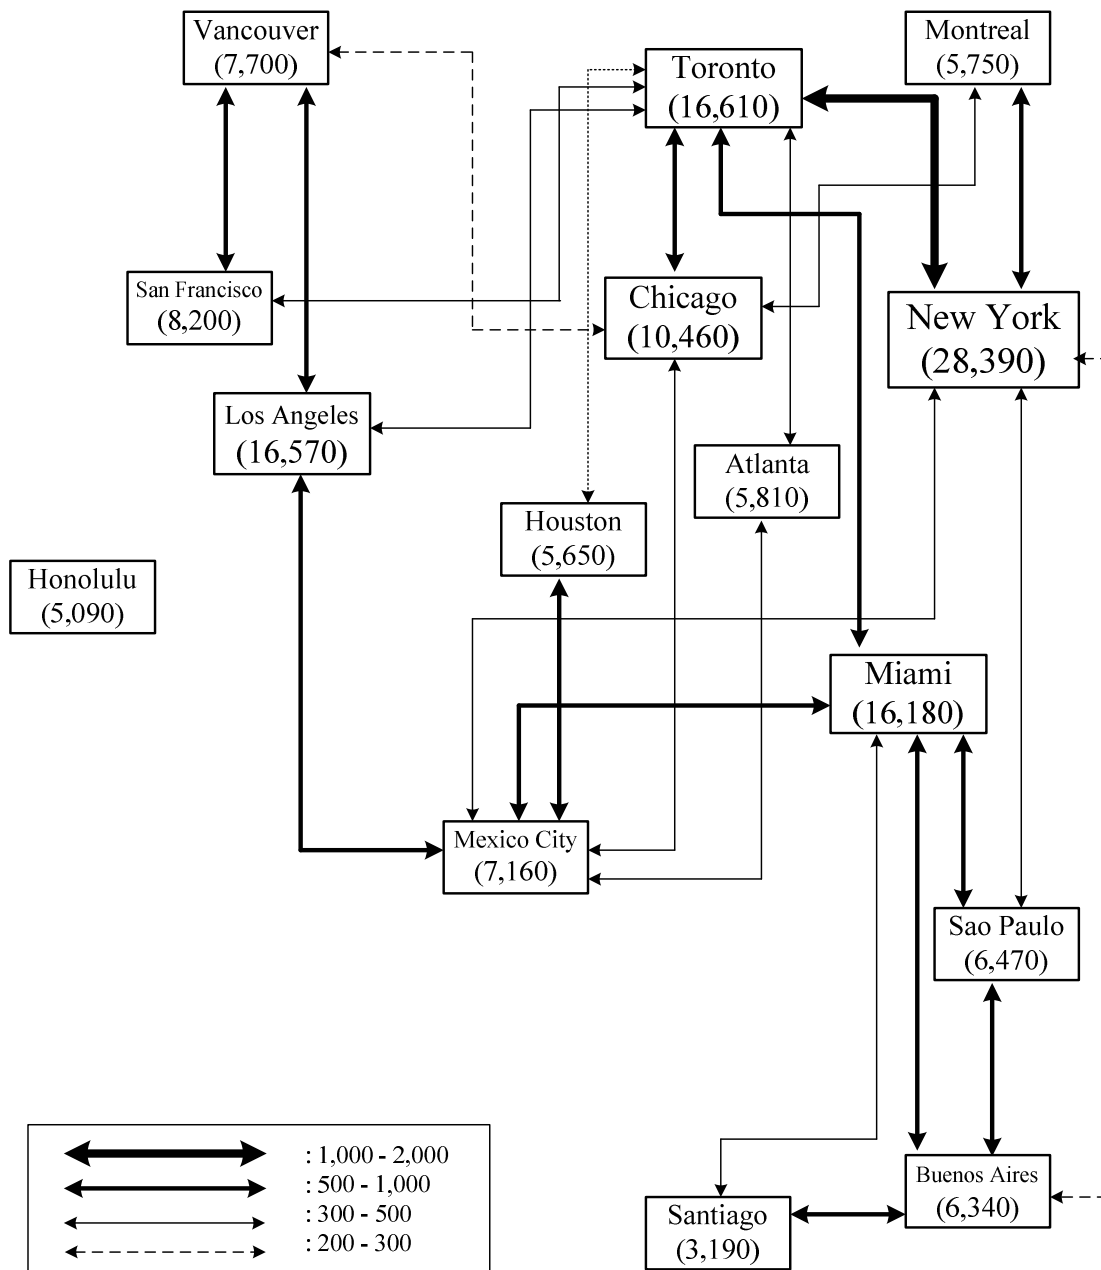 Vancouver
(7,700)
Toronto
(16,610)
Montreal
(5,750)
San Francisco
(8,200)
Chicago
(10,460)
New York
(28,390)
Los Angeles
(16,570)
Atlanta
(5,810)
Houston
(5,650)
Honolulu
(5,090)
Miami
(16,180)
Mexico City
(7,160)
Sao Paulo
(6,470)
Buenos Aires
(6,340)
Santiago
(3,190)
: 1,000 - 2,000
: 500 - 1,000
: 300 - 500
: 200 - 300